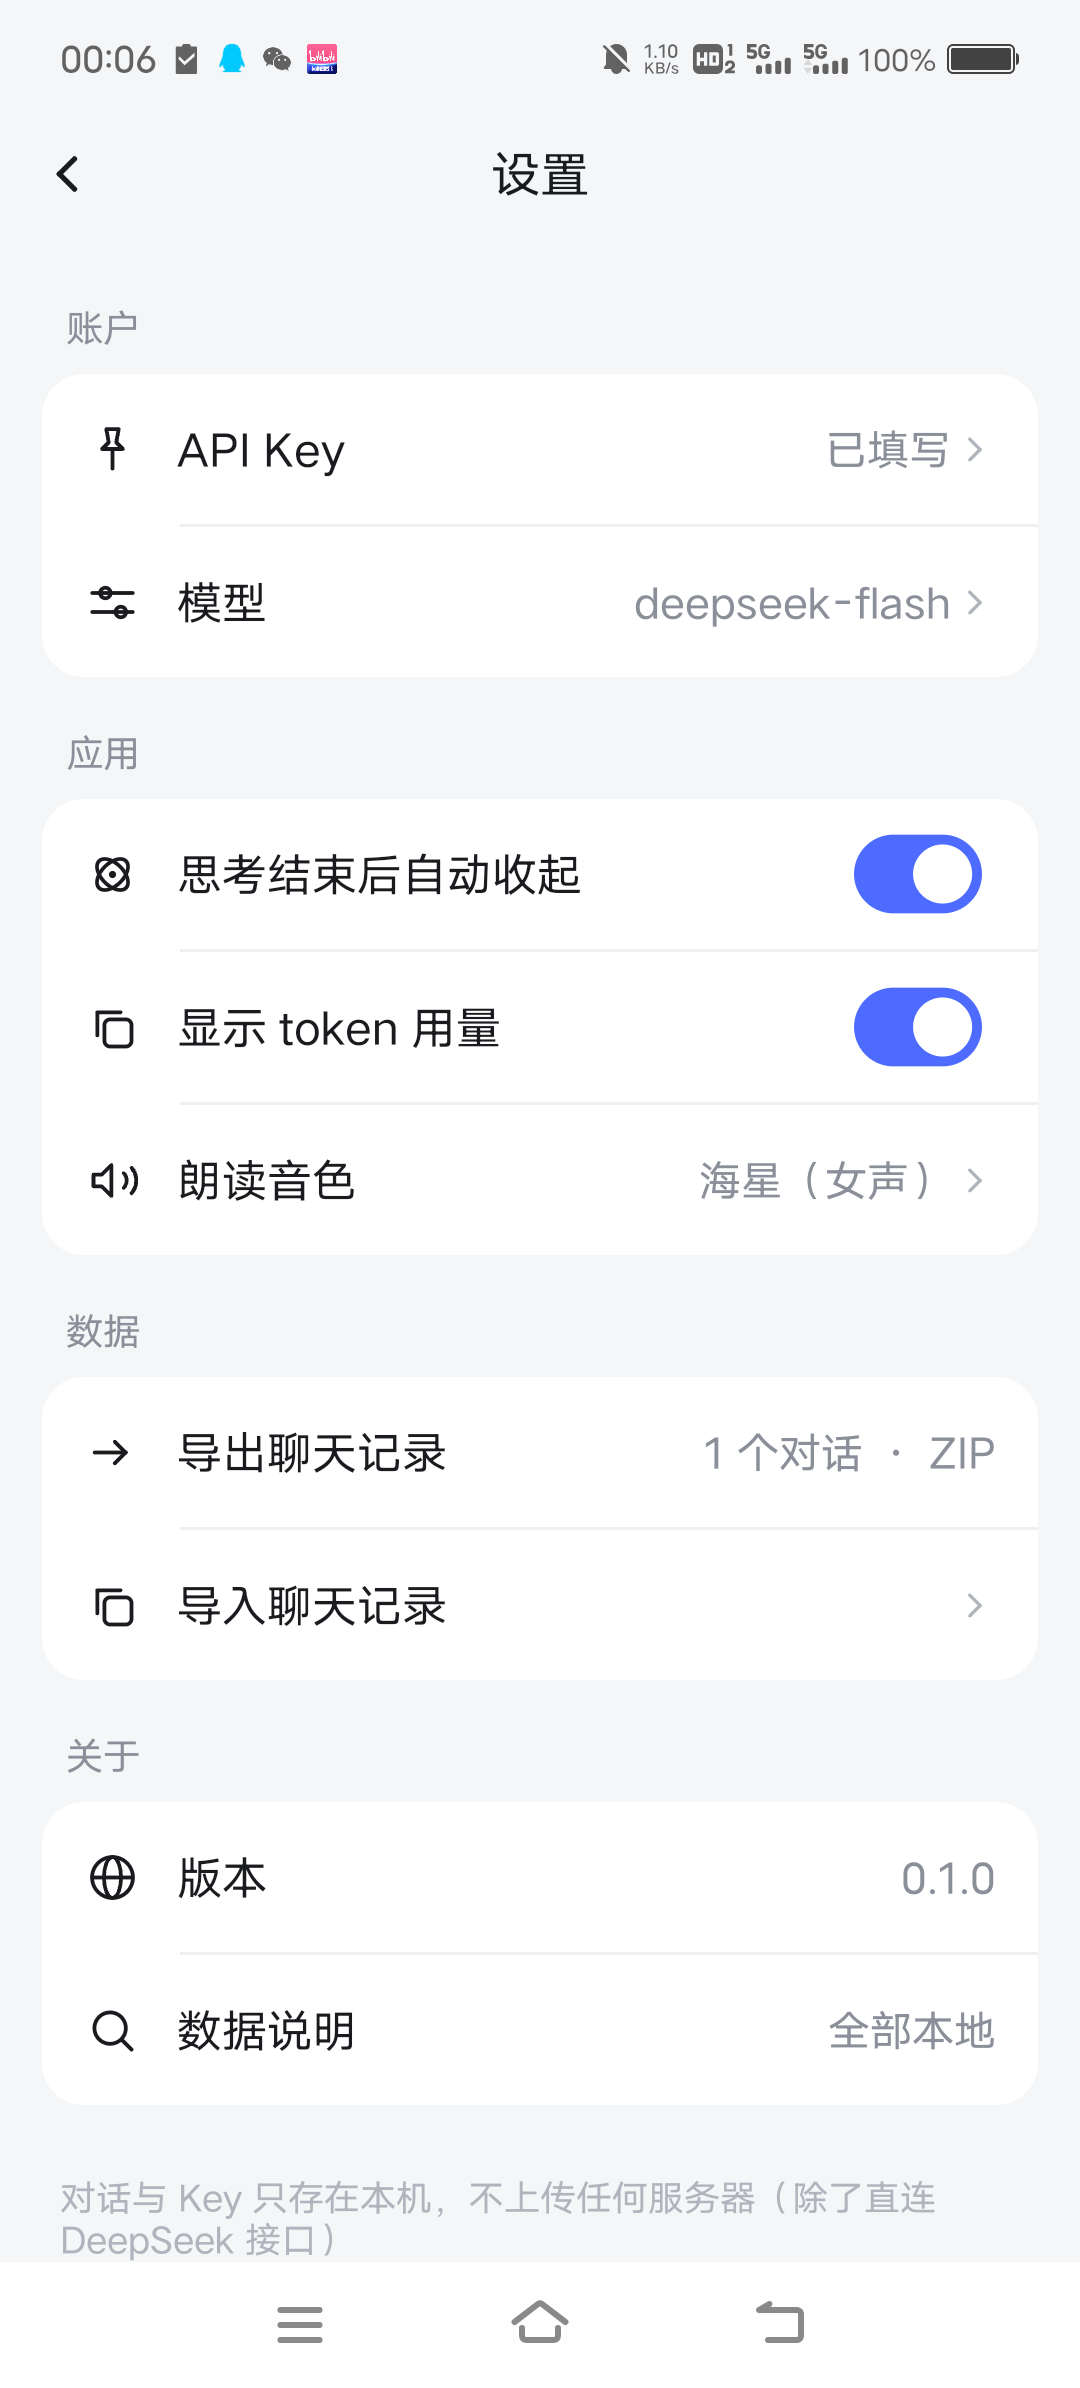 00:06
1.10 KB/s HD 1 2 5G 5G 100%
设置
账户
API Key 已填写
模型 deepseek-flash
应用
思考结束后自动收起
显示 token 用量
朗读音色 海星（女声）
数据
导出聊天记录 1 个对话 · ZIP
导入聊天记录
关于
版本 0.1.0
数据说明 全部本地
对话与 Key 只存在本机，不上传任何服务器（除了直连
DeepSeek 接口）